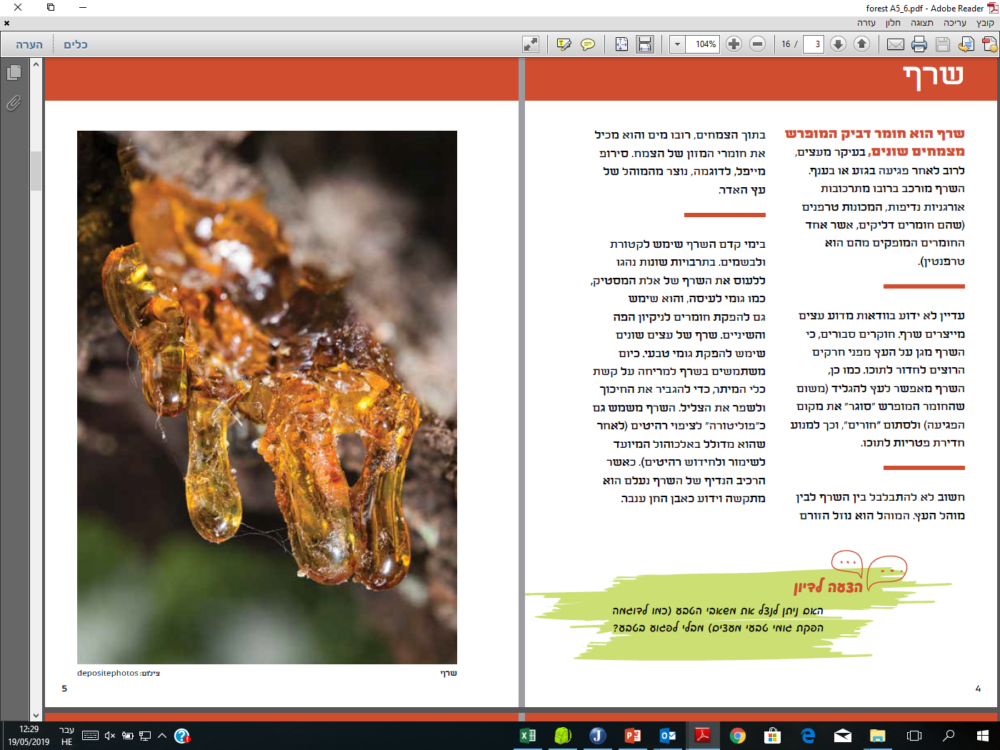 forest A5_6.pdf - Adobe Reader
קובץ עריכה תצוגה חלון עזרה
3 / 16 104% כלים הערה
שרף
שרף הוא חומר דביק המופרש
מצמחים שונים, בעיקר מעצים,
לרוב לאחר פגיעה בגזע או בענף.
השרף מורכב ברובו מתרכובות
אורגניות נדיפות, המכונות טרפנים
(שהם חומרים דליקים, אשר אחד
החומרים המופקים מהם הוא
טרפנטין).
עדיין לא ידוע בוודאות מדוע עצים
מייצרים שרף. חוקרים סבורים, כי
השרף מגן על העץ מפני חרקים
הרוצים לחדור לתוכו. כמו כן,
השרף מאפשר לעץ להגליד (משום
שהחומר המופרש "סוגר" את מקום
הפגיעה) ולסתום "חורים", וכך למנוע
חדירת פטריות לתוכו.
חשוב לא להתבלבל בין השרף לבין
מוהל העץ. המוהל הוא נוזל הזורם
בתוך הצמחים, רובו מים והוא מכיל
את חומרי המזון של הצמח. סירופ
מייפל, לדוגמה, נוצר מהמוהל של
עץ האדר.
בימי קדם השרף שימש לקטורת
ולבשמים. בתרבויות שונות נהגו
ללעוס את השרף של אלת המסטיק,
כמו גומי לעיסה, והוא שימש
גם להפקת חומרים לניקיון הפה
והשיניים. שרף של עצים שונים
שימש להפקת גומי טבעי. כיום
משתמשים בשרף למריחה על קשת
כלי המיתר, כדי להגביר את החיכוך
ולשפר את הצליל. השרף משמש גם
כ"פוליטורה" לציפוי רהיטים (לאחר
שהוא מדולל באלכוהול המיועד
לשימור ולחידוש רהיטים). כאשר
הרכיב הנדיף של השרף נעלם הוא
מתקשה וידוע כאבן החן ענבר.
הצעה לדיון
האם ניתן לנצל את משאבי הטבע (כמו לדוגמה
הפקת גומי טבעי מעצים) מבלי לפגוע בטבע?
4
שרף
צילום: depositephotos
5
עבר
HE
12:29
19/05/2019